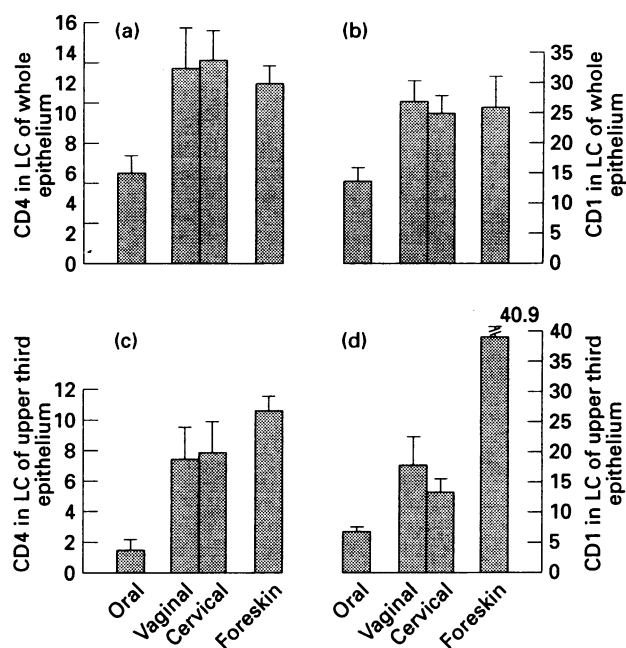 (a)
CD4 in LC of whole
epithelium
16
14
12
10
8
6
4
2
0
(b)
CD1 in LC of whole
epithelium
35
30
25
20
15
10
5
0
(c)
CD4 in LC of upper third
epithelium
12
10
8
6
4
2
0
Oral
Vaginal
Cervical
Foreskin
(d)
40.9
CD1 in LC of upper third
epithelium
40
35
30
25
20
15
10
5
0
Oral
Vaginal
Cervical
Foreskin